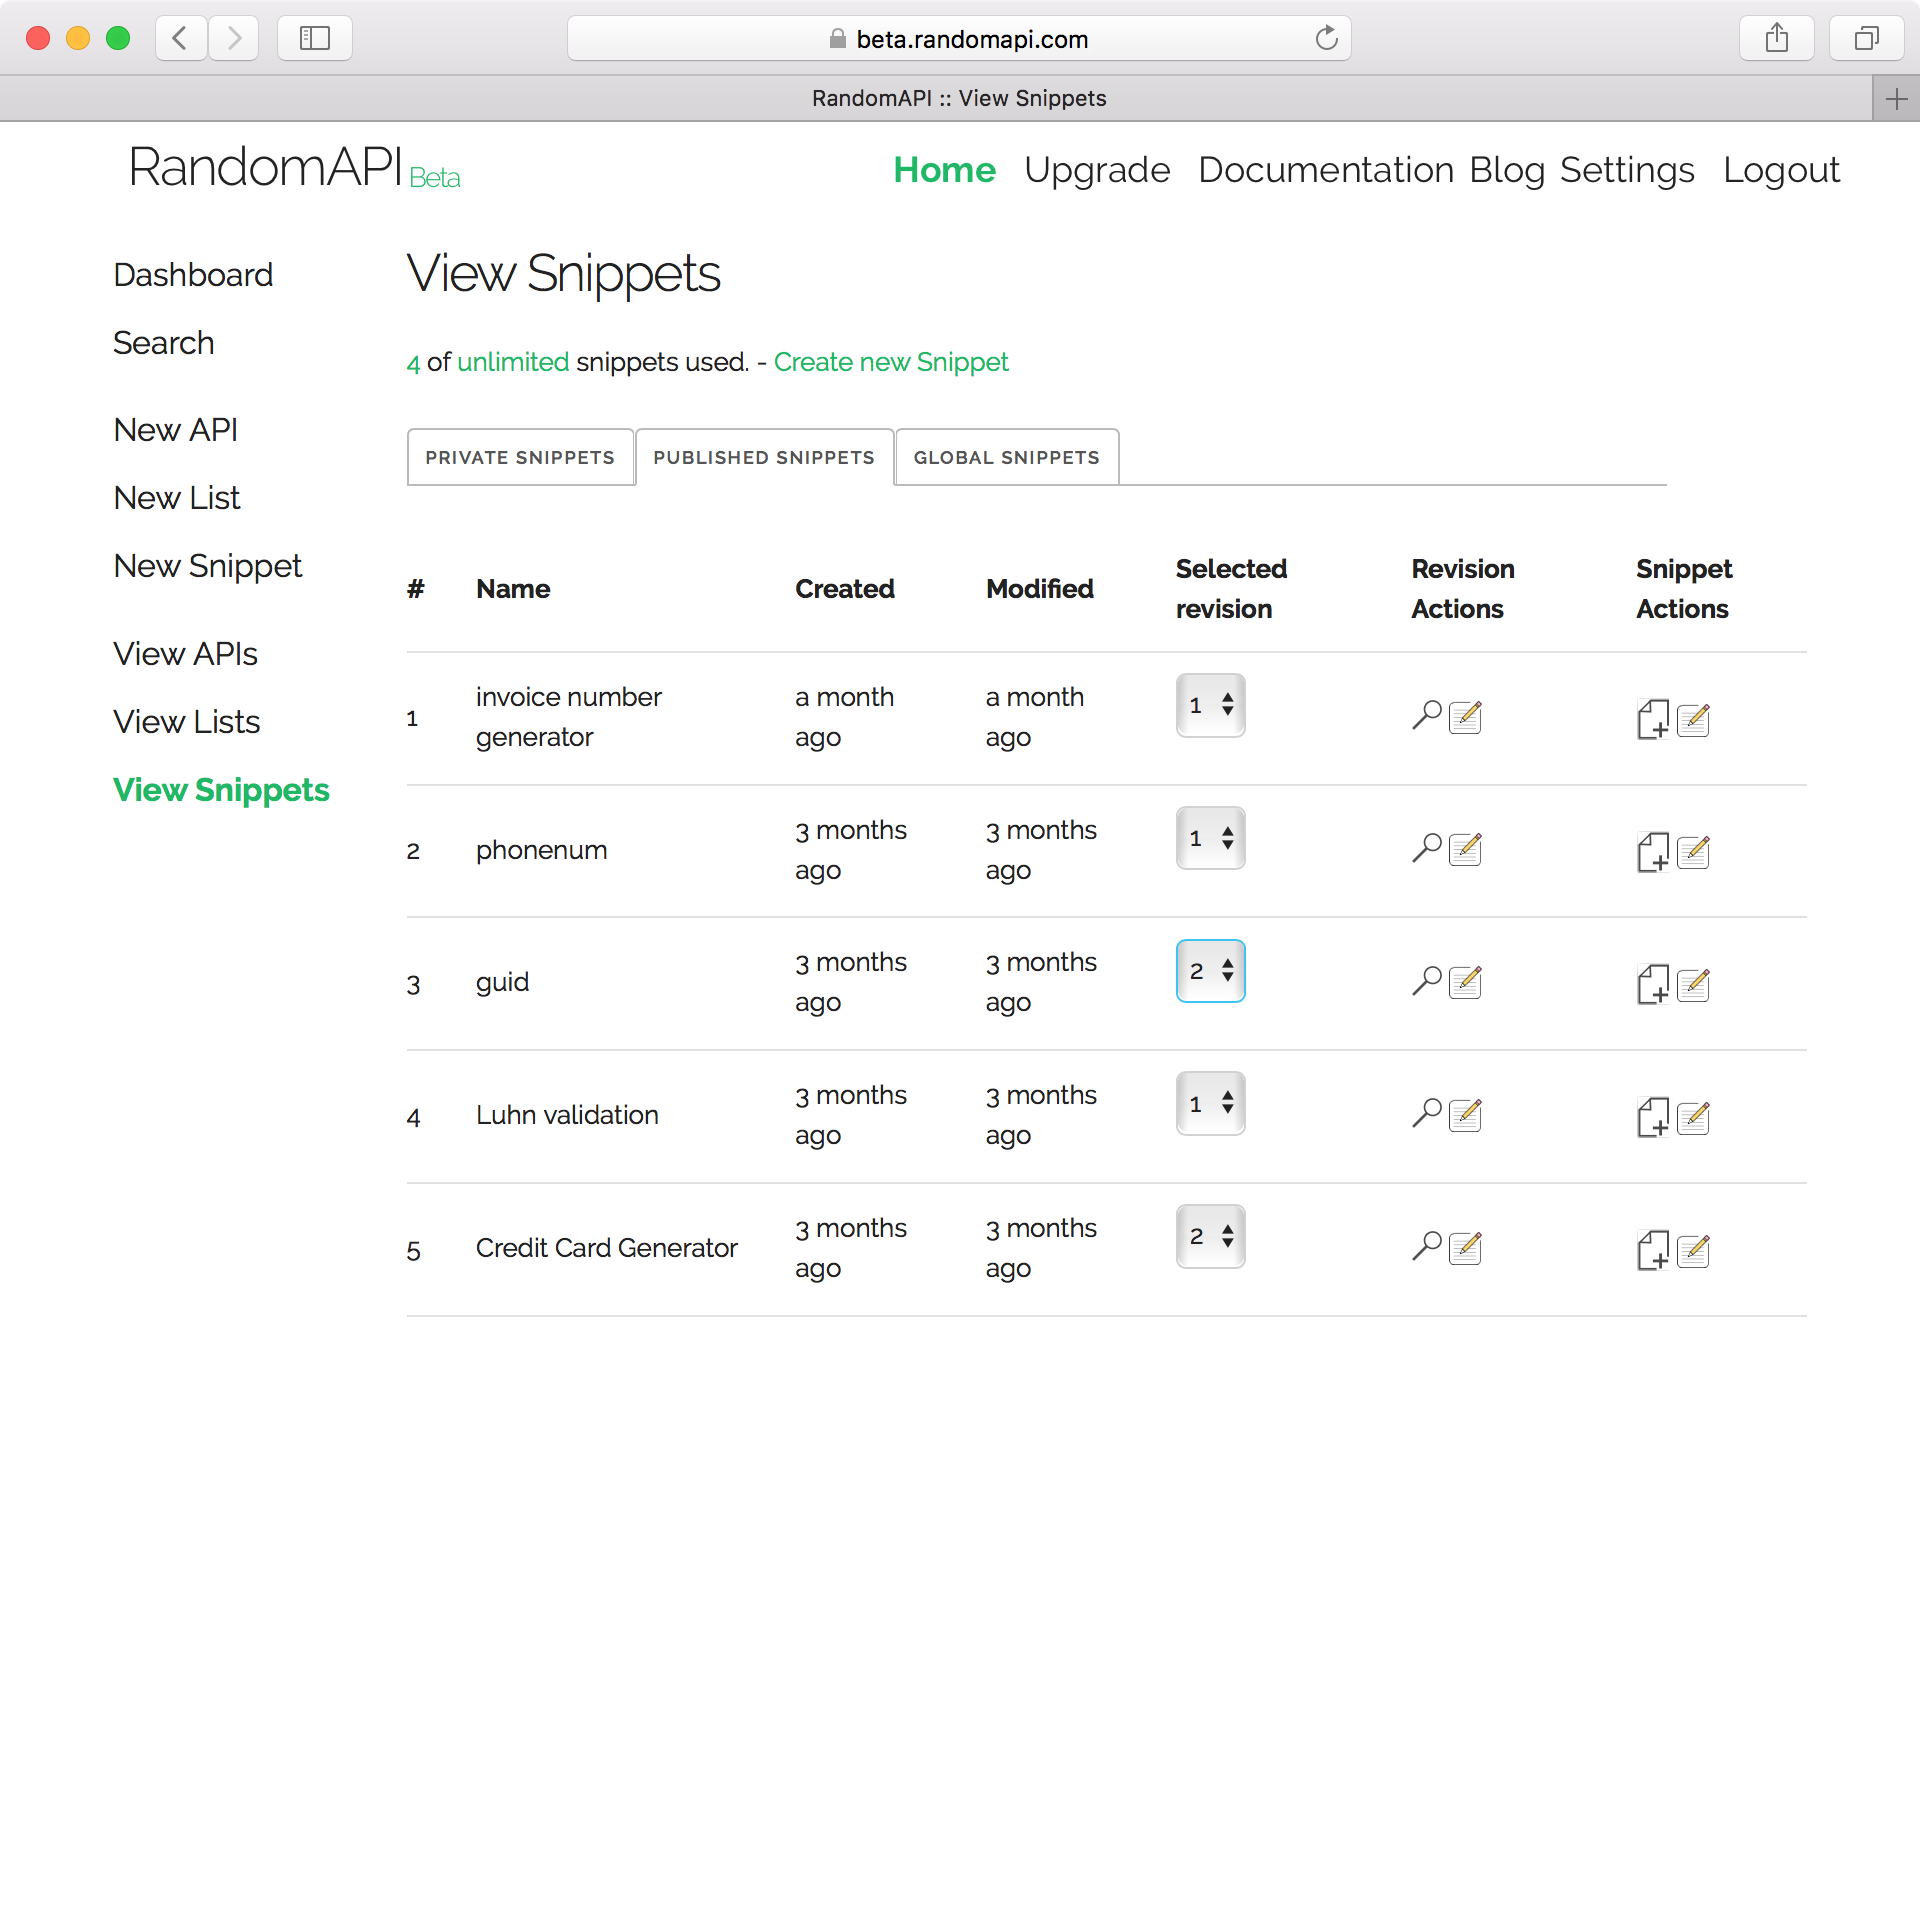 beta.randomapi.com
RandomAPI :: View Snippets
RandomAPI Beta
Home Upgrade Documentation Blog Settings Logout
Dashboard
Search
New API
New List
New Snippet
View APIs
View Lists
View Snippets
View Snippets
4 of unlimited snippets used. - Create new Snippet
PRIVATE SNIPPETS PUBLISHED SNIPPETS GLOBAL SNIPPETS
# Name Created Modified Selected revision Revision Actions Snippet Actions
1 invoice number generator a month ago a month ago 1
2 phonenum 3 months ago 3 months ago 1
3 guid 3 months ago 3 months ago 2
4 Luhn validation 3 months ago 3 months ago 1
5 Credit Card Generator 3 months ago 3 months ago 2